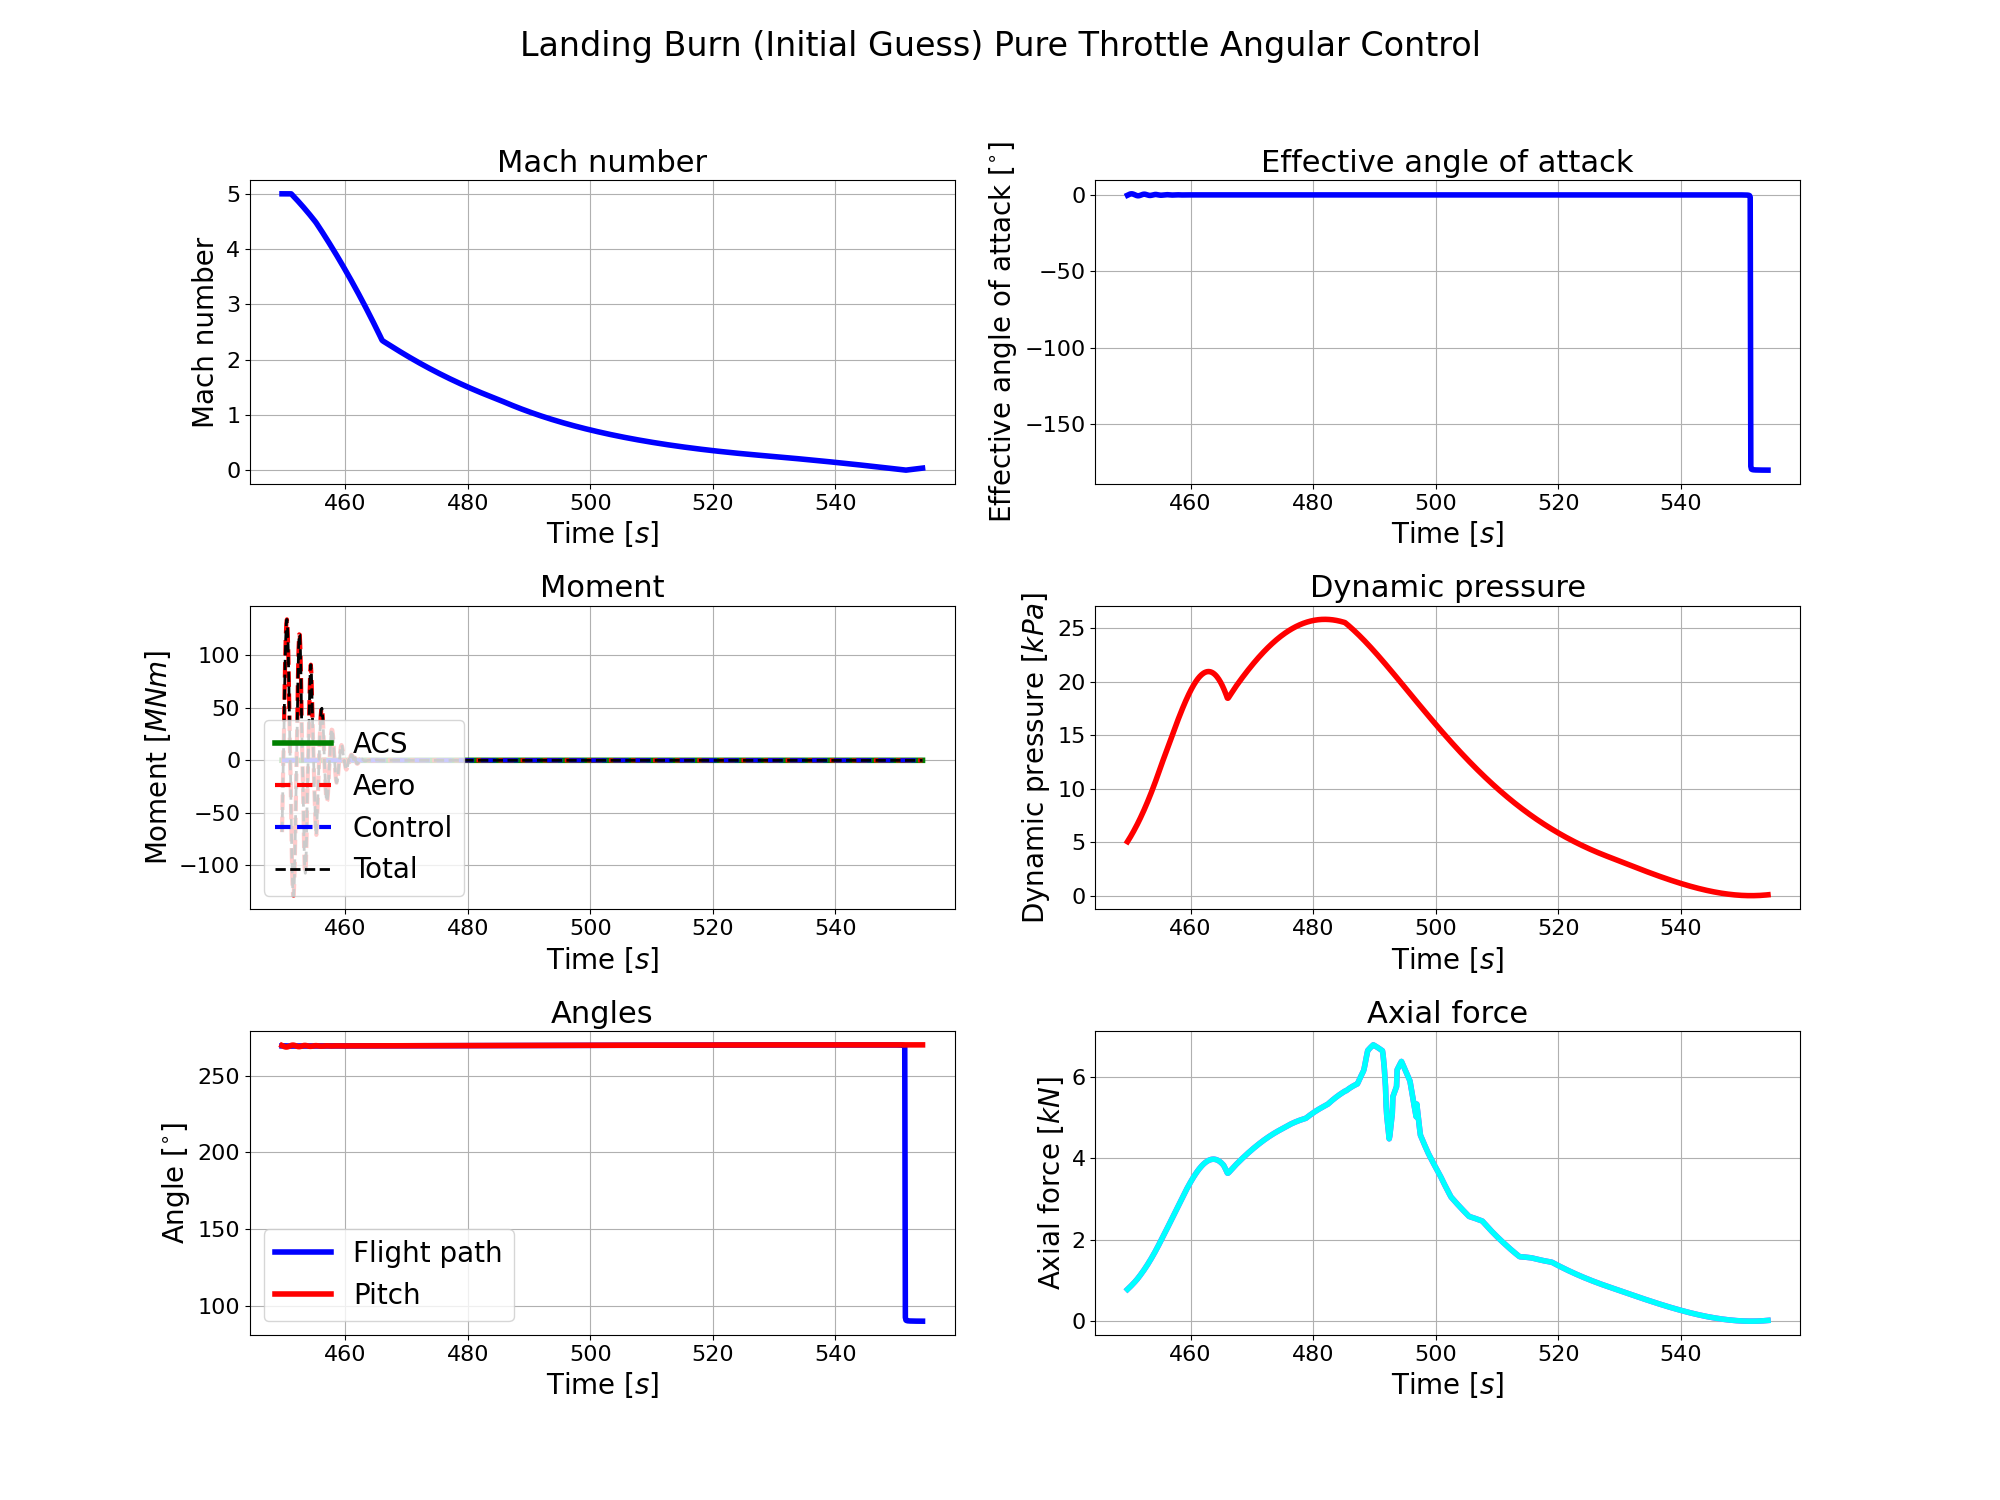 Landing Burn (Initial Guess) Pure Throttle Angular Control
Mach number
Mach number
5
4
3
2
1
0
460 480 500 520 540
Time [s]
Effective angle of attack
Effective angle of attack [°]
0
−50
−100
−150
460 480 500 520 540
Time [s]
Moment
Moment [MNm]
100
50
0
−50
−100
ACS
Aero
Control
Total
460 480 500 520 540
Time [s]
Dynamic pressure
Dynamic pressure [kPa]
25
20
15
10
5
0
460 480 500 520 540
Time [s]
Angles
Angle [°]
250
200
150
100
Flight path
Pitch
460 480 500 520 540
Time [s]
Axial force
Axial force [kN]
6
4
2
0
460 480 500 520 540
Time [s]